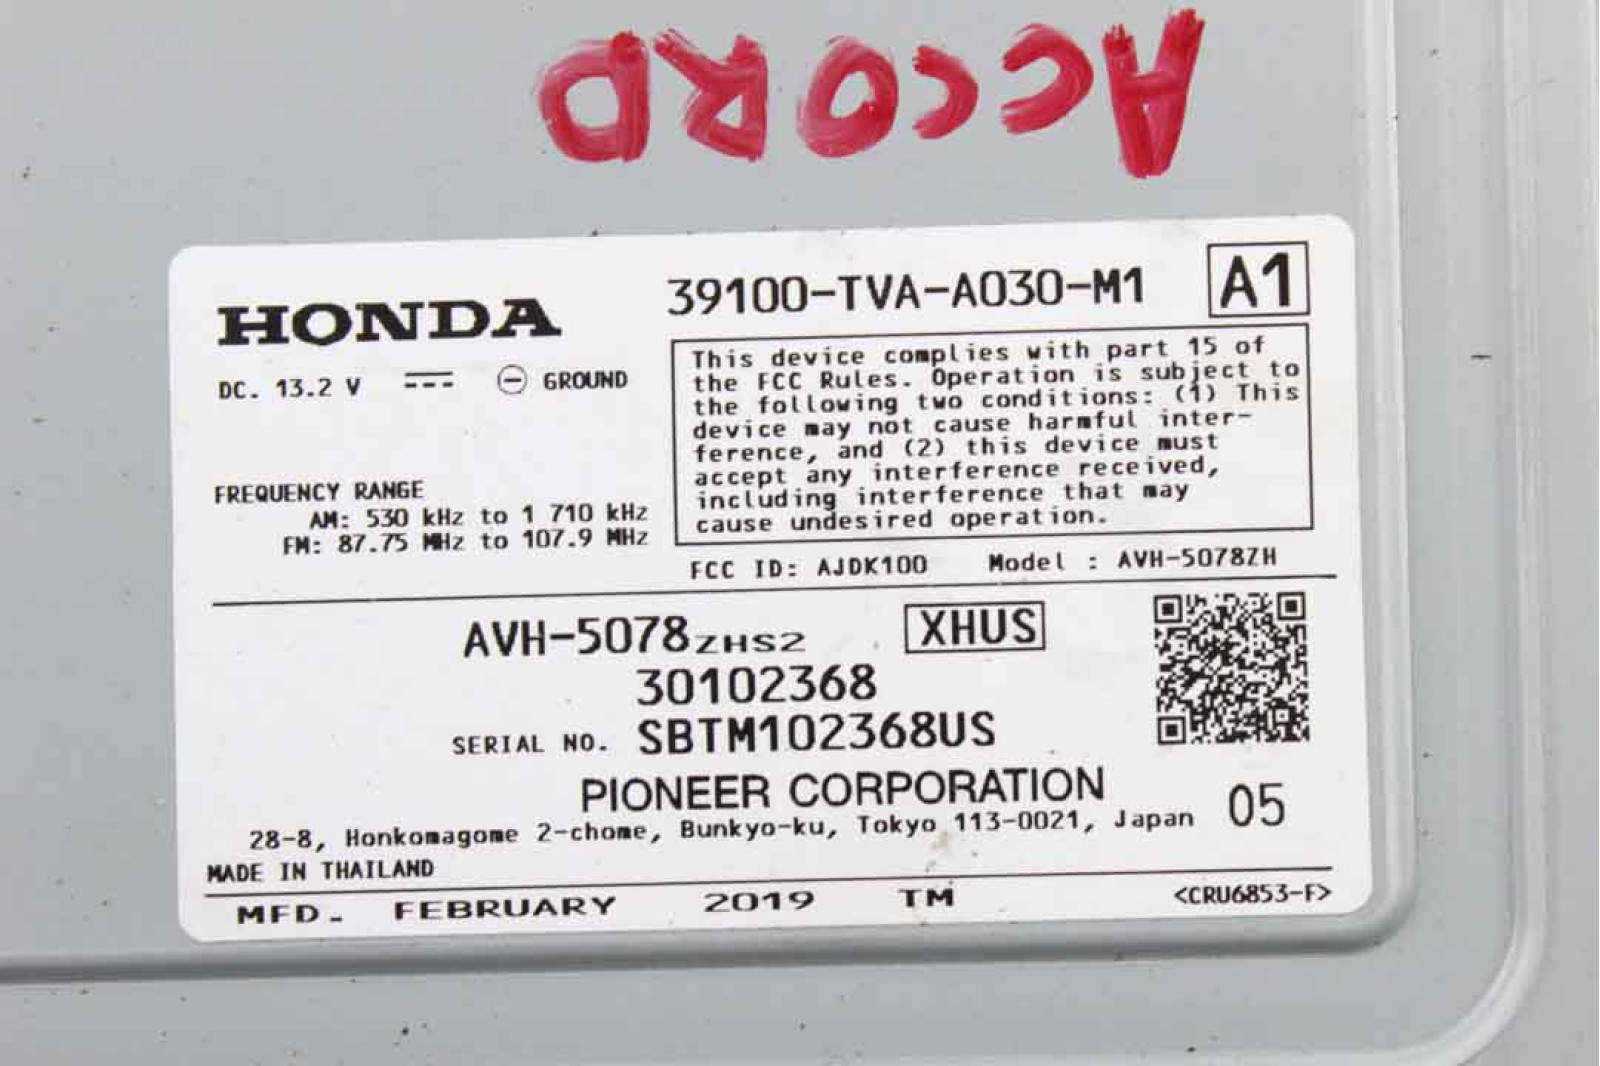 ACCORD
HONDA
39100-TVA-A030-M1
A1
DC. 13.2 V
GROUND
This device complies with part 15 of
the FCC Rules. Operation is subject to
the following two conditions: (1) This
device may not cause harmful inter-
ference, and (2) this device must
accept any interference received,
including interference that may
cause undesired operation.
FREQUENCY RANGE
AM: 530 kHz to 1 710 kHz
FM: 87.75 MHz to 107.9 MHz
FCC ID: AJDK100 Model : AVH-5078ZH
AVH-5078ZHS2
XHUS
30102368
SERIAL NO. SBTM102368US
PIONEER CORPORATION
05
28-8, Honkomagome 2-chome, Bunkyo-ku, Tokyo 113-0021, Japan
MADE IN THAILAND
MFD. FEBRUARY 2019 TM <CRU6853-F>